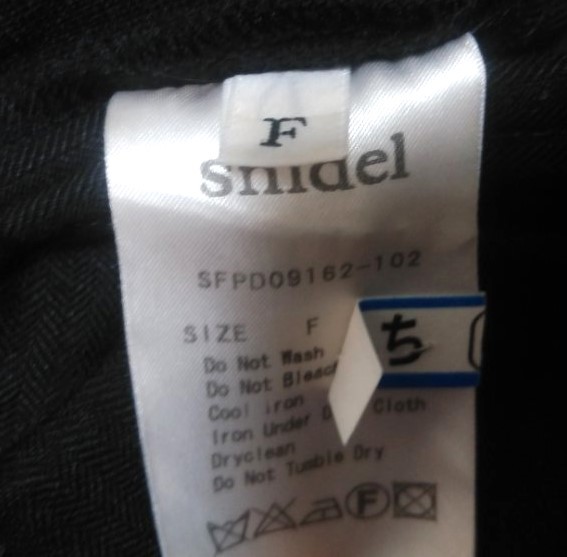 F
snidel
SFPD09162-102
SIZE F
ち
Do Not Wash
Do Not Bleach
Cool iron
Iron Under Cloth
Dryclean
Do Not Tumble Dry
F